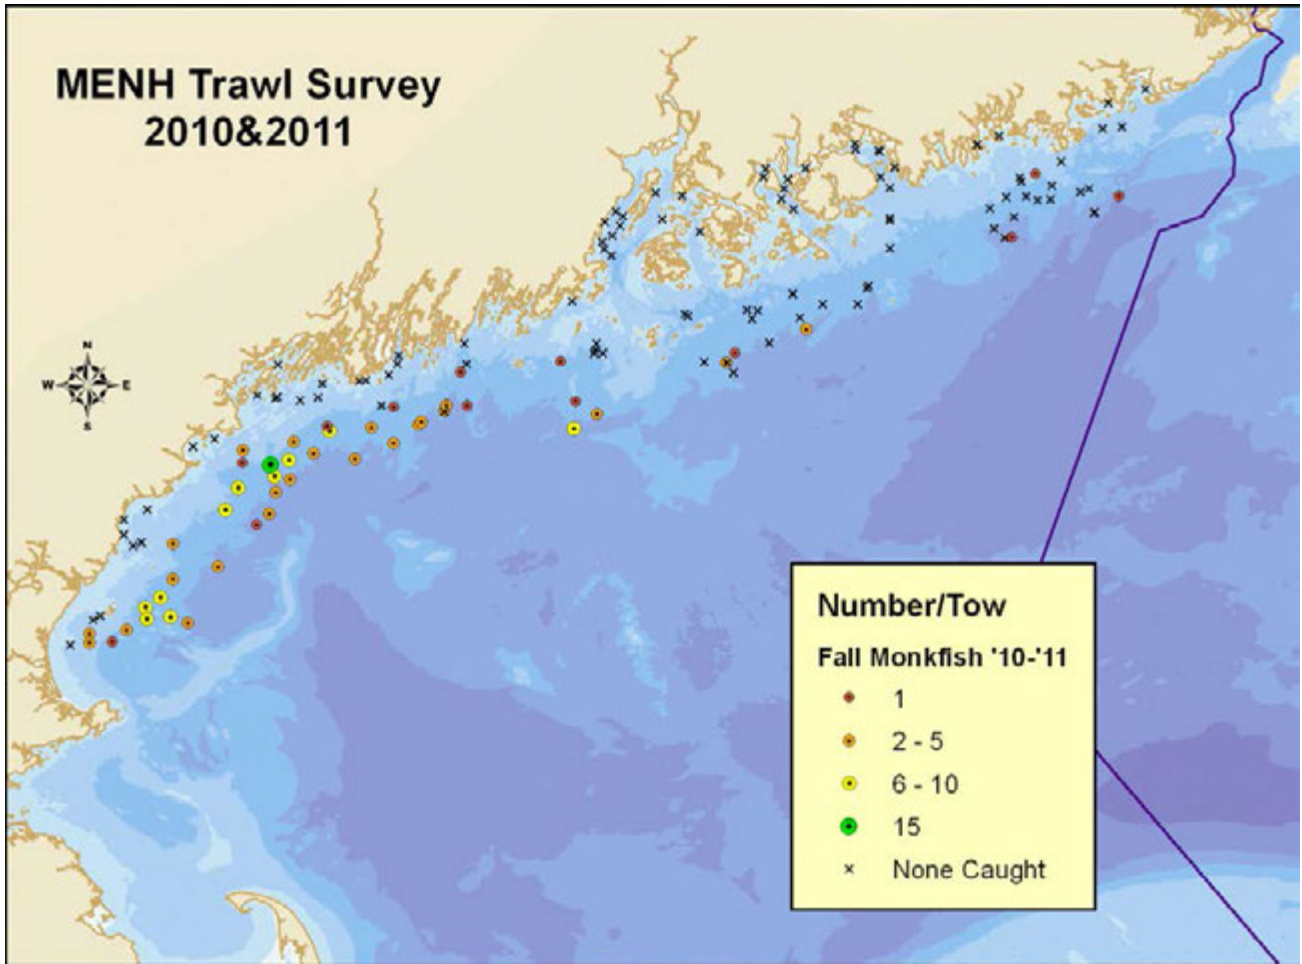 MENH Trawl Survey
2010&2011
N
W E
S
Number/Tow
Fall Monkfish '10-'11
1
2 - 5
6 - 10
15
None Caught